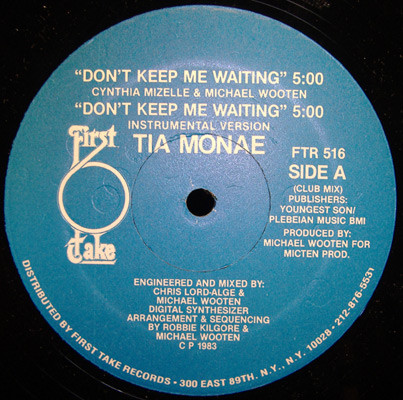 "DON'T KEEP ME WAITING" 5:00
CYNTHIA MIZELLE & MICHAEL WOOTEN
"DON'T KEEP ME WAITING" 5:00
INSTRUMENTAL VERSION
TIA MONAE
First
take
FTR 516
SIDE A
(CLUB MIX)
PUBLISHERS:
YOUNGEST SON/
PLEBEIAN MUSIC BMI
PRODUCED BY:
MICHAEL WOOTEN FOR
MICTEN PROD.
ENGINEERED AND MIXED BY:
CHRIS LORD-ALGE &
MICHAEL WOOTEN
DIGITAL SYNTHESIZER
ARRANGEMENT & SEQUENCING
BY ROBBIE KILGORE &
MICHAEL WOOTEN
C P 1983
DISTRIBUTED BY FIRST TAKE RECORDS • 300 EAST 89TH. N.Y., N.Y. 10028 • 212-876-5531